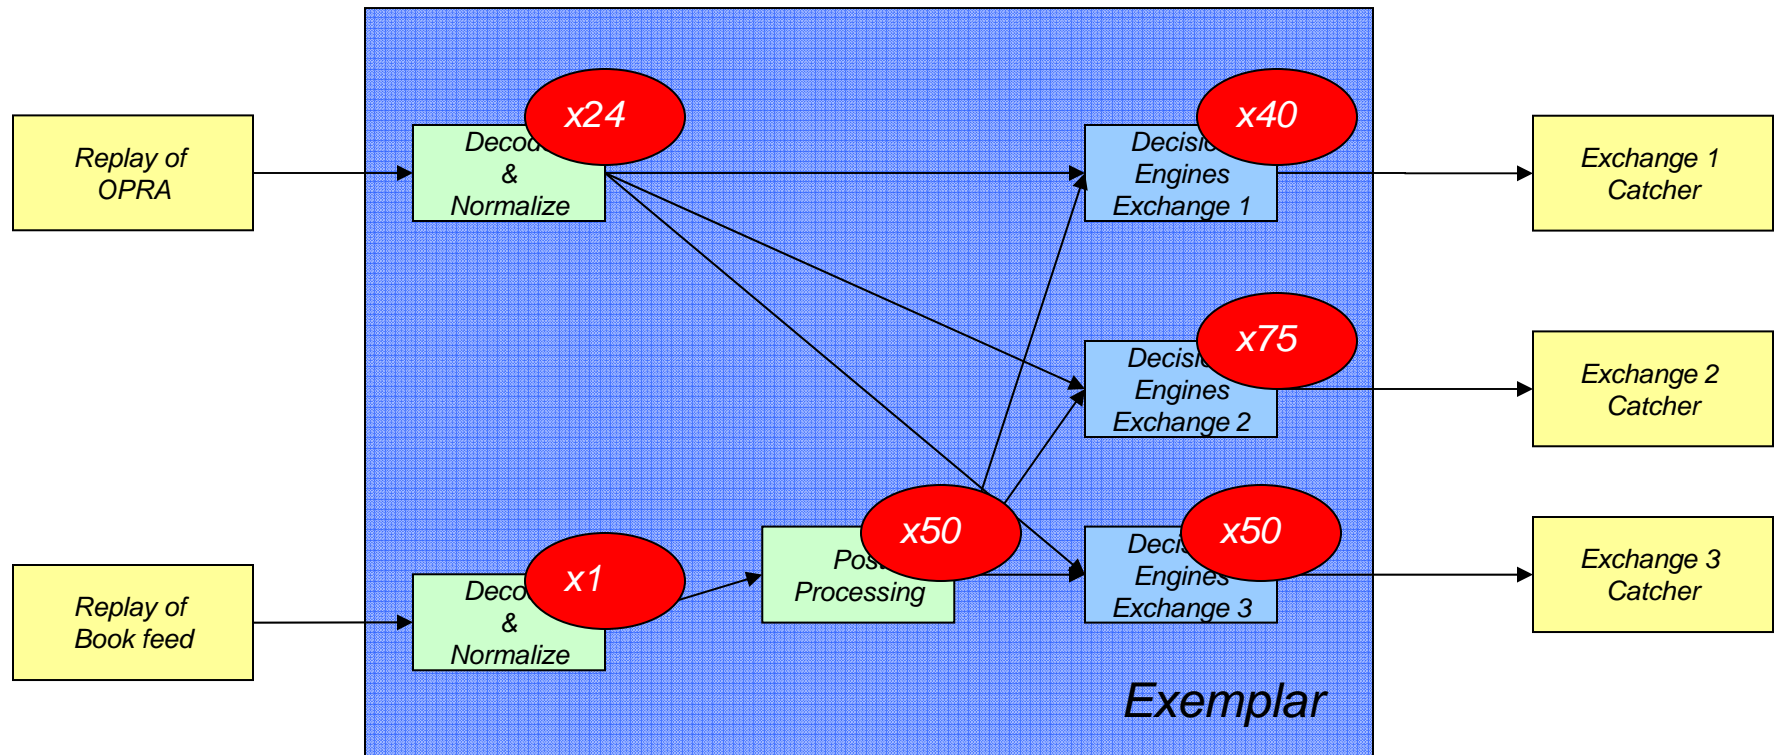 Replay of
OPRA
Decod
&
Normalize
x24
Decisi
Engines
Exchange 1
x40
Exchange 1
Catcher
Decisi
Engines
Exchange 2
x75
Exchange 2
Catcher
Replay of
Book feed
Deco
&
Normalize
x1
Pos
Processing
x50
Deci
Engines
Exchange 3
x50
Exchange 3
Catcher
Exemplar